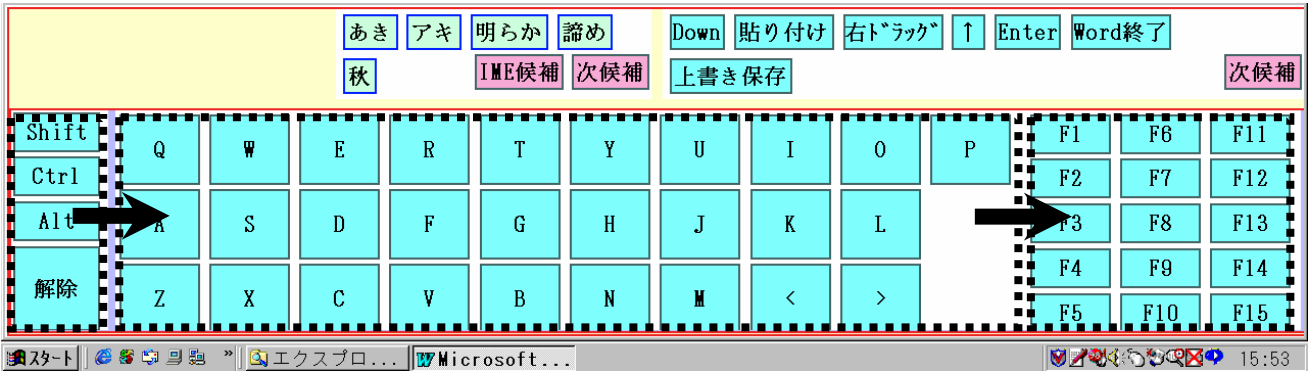 あき アキ 明らか 諦め Down 貼り付け 右ﾄﾞﾗｯｸﾞ ↑ Enter Word終了
秋 IME候補 次候補 上書き保存 次候補
Shift Q W E R T Y U I O P F1 F6 F11
Ctrl F2 F7 F12
Alt A S D F G H J K L F3 F8 F13
解除 Z X C V B N M < > F4 F9 F14
F5 F10 F15
スタート » エクスプロ... Microsoft... 15:53